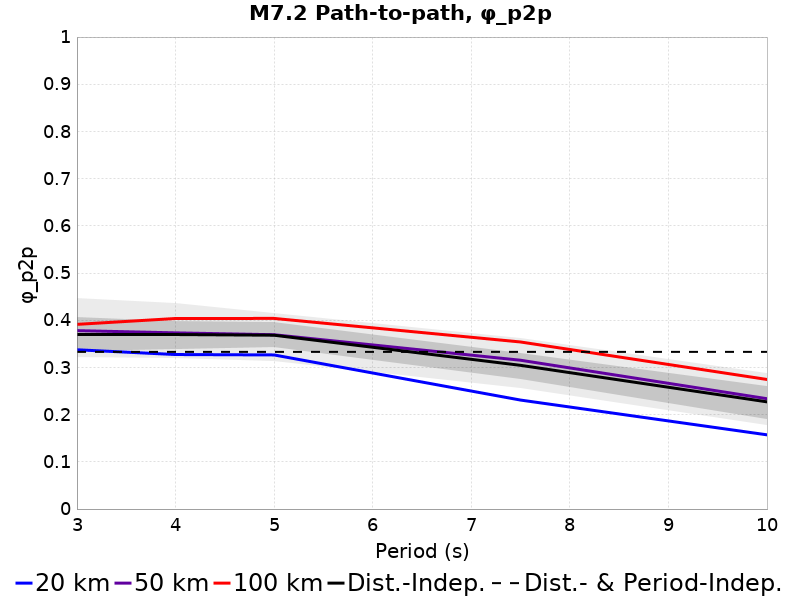 M7.2 Path-to-path, φ_p2p
1
0.9
0.8
0.7
0.6
0.5
0.4
0.3
0.2
0.1
0
φ_p2p
3 4 5 6 7 8 9 10
Period (s)
20 km 50 km 100 km Dist.-Indep. Dist.- & Period-Indep.